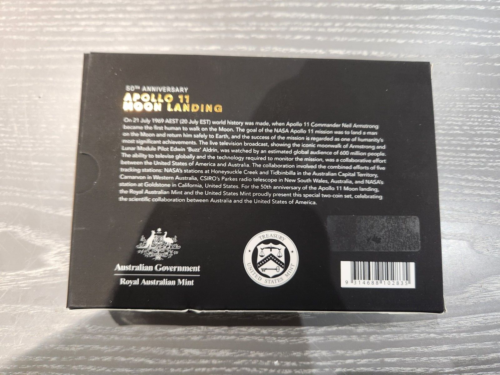 50TH ANNIVERSARY
APOLLO 11
MOON LANDING
On 21 July 1969 AEST (20 July EST) world history was made, when Apollo 11 Commander Neil Armstrong
became the first human to walk on the Moon. The goal of the NASA Apollo 11 mission was to land a man
on the Moon and return him safely to Earth, and the success of the mission is regarded as one of humanity's
most significant achievements. The live television broadcast, showing the iconic moonwalk of Armstrong and
Lunar Module Pilot Edwin 'Buzz' Aldrin, was watched by an estimated global audience of 600 million people.
The ability to televise globally and the technology required to monitor the mission, was a collaborative effort
between the United States of America and Australia. The collaboration involved the combined efforts of five
tracking stations: NASA's stations at Honeysuckle Creek and Tidbinbilla in the Australian Capital Territory,
Carnarvon in Western Australia, CSIRO's Parkes radio telescope in New South Wales, Australia, and NASA's
station at Goldstone in California, United States. For the 50th anniversary of the Apollo 11 Moon landing,
the Royal Australian Mint and the United States Mint proudly present this special two-coin set, celebrating
the scientific collaboration between Australia and the United States of America.
Australian Government
Royal Australian Mint
TREASURY
UNITED STATES MINT